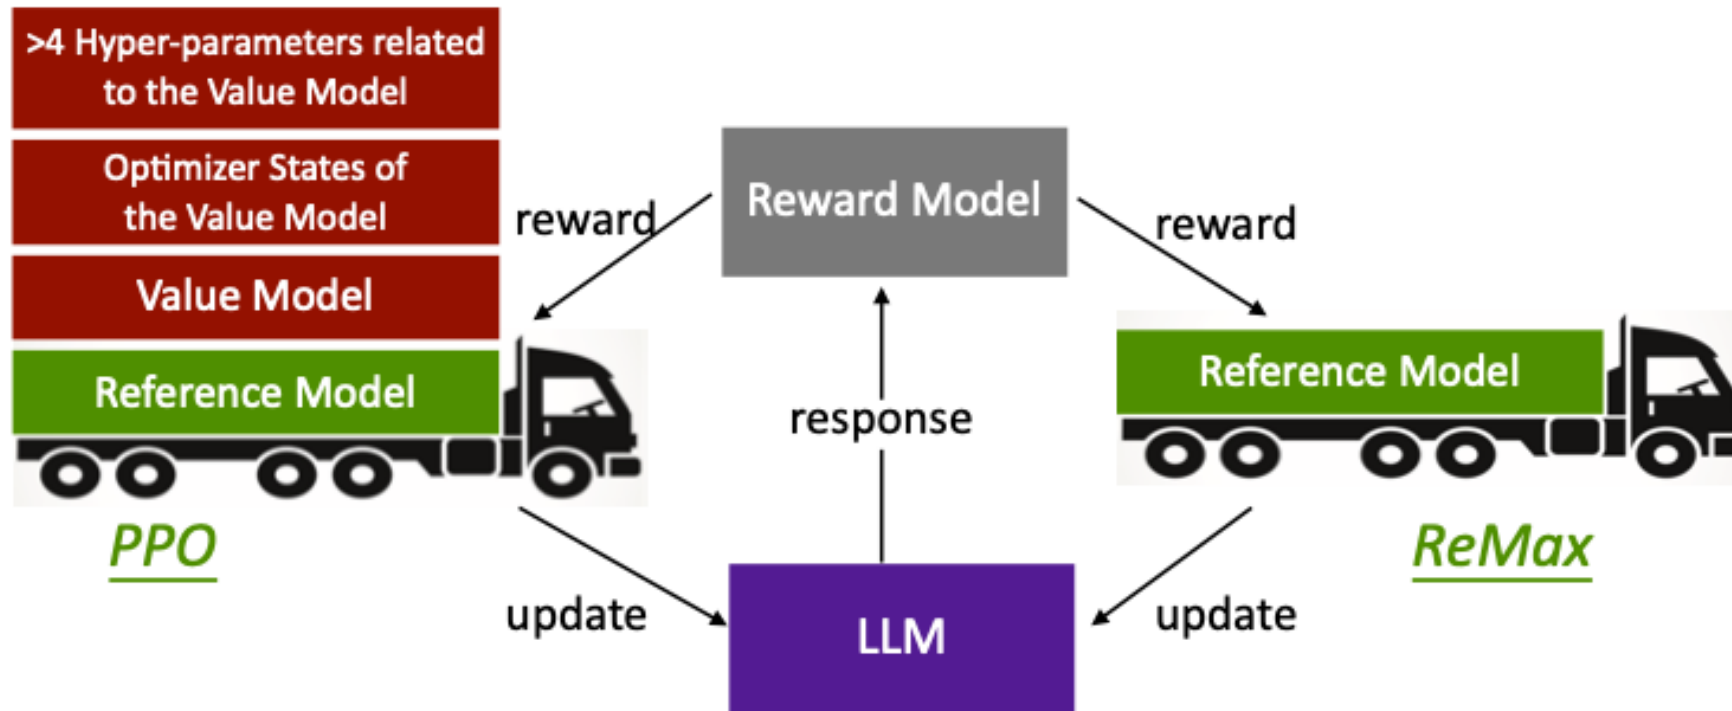 >4 Hyper-parameters related
to the Value Model
Optimizer States of
the Value Model
Value Model
Reference Model
PPO
reward
update
Reward Model
response
LLM
reward
Reference Model
ReMax
update